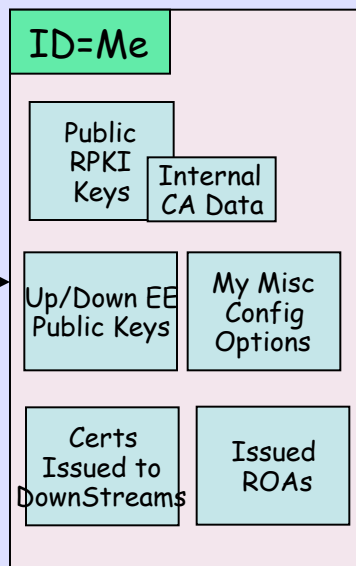 ID=Me
Public
RPKI
Keys
Internal
CA Data
Up/Down EE
Public Keys
My Misc
Config
Options
Certs
Issued to
DownStreams
Issued
ROAs